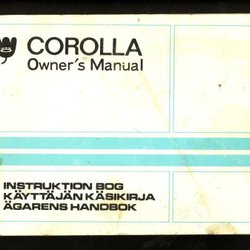 COROLLA
Owner's Manual
INSTRUKTION BOG
KÄYTTÄJÄN KÄSIKIRJA
ÄGARENS HANDBOK